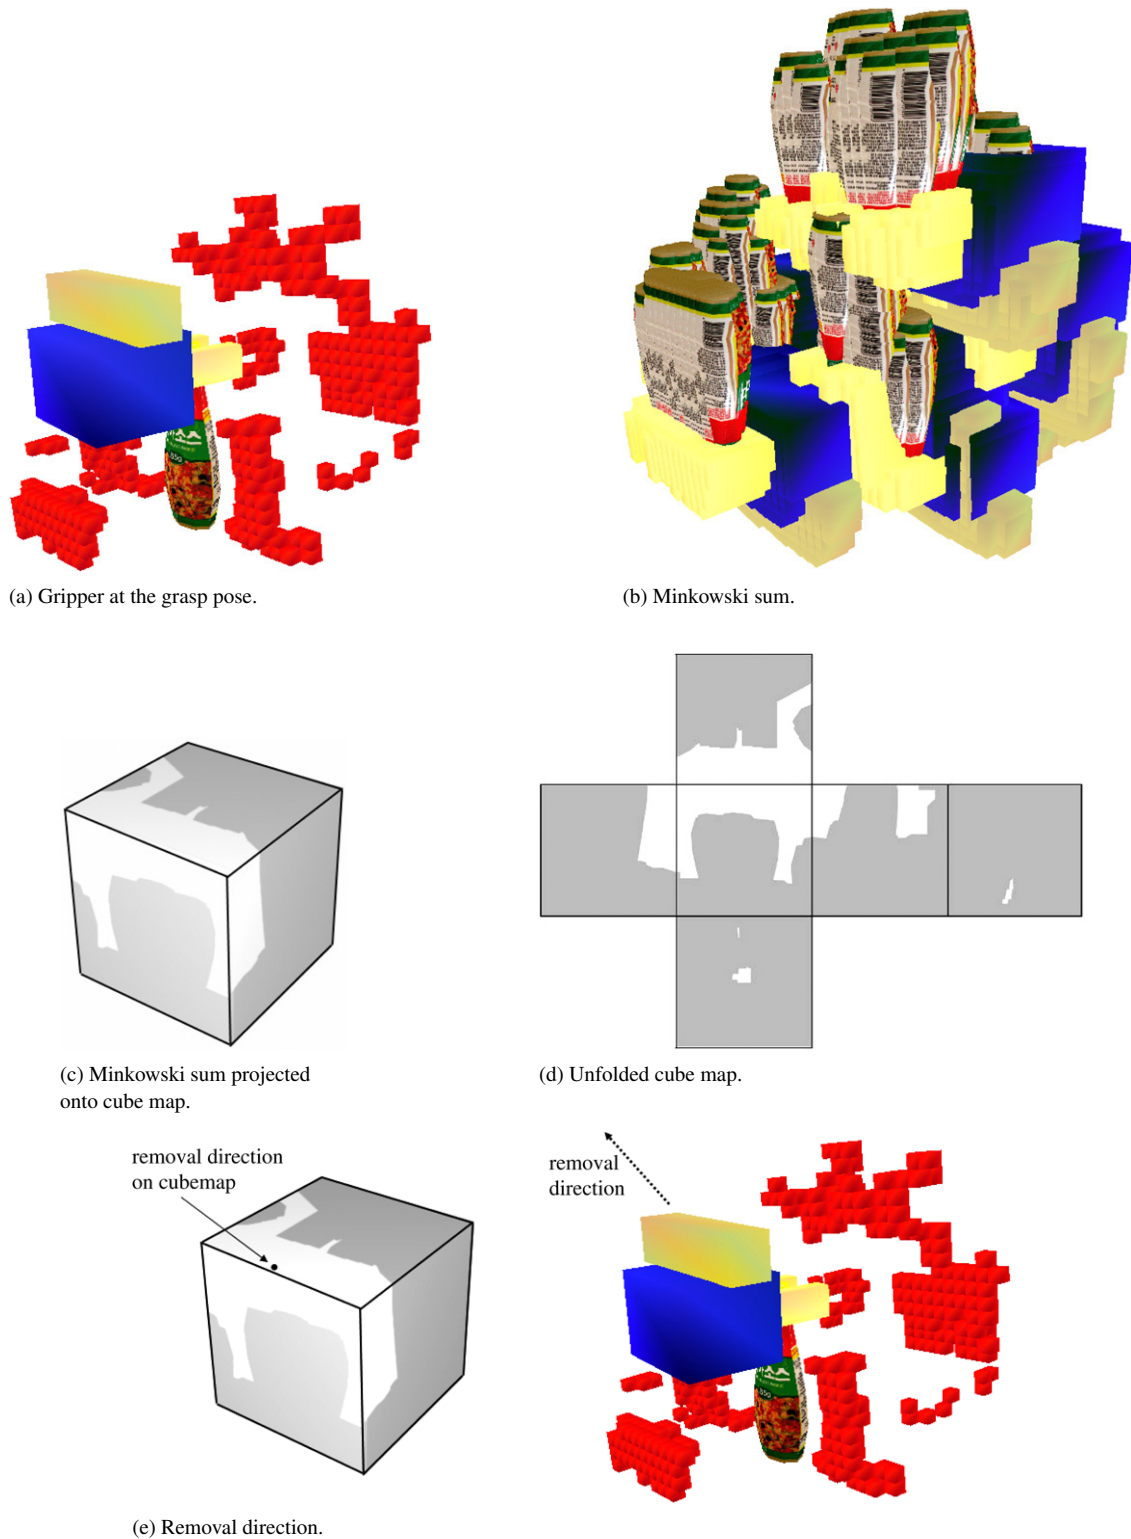 (a) Gripper at the grasp pose.
(b) Minkowski sum.
(c) Minkowski sum projected
onto cube map.
(d) Unfolded cube map.
removal direction
on cubemap
removal
direction
(e) Removal direction.